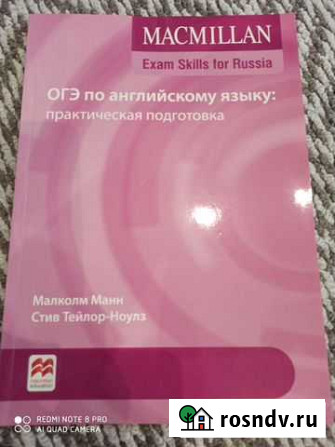 MACMILLAN
Exam Skills for Russia
ОГЭ по английскому языку:
практическая подготовка
Малколм Манн
Стив Тейлор-Ноулз
REDMI NOTE 8 PRO
AI QUAD CAMERA
rosndv.ru